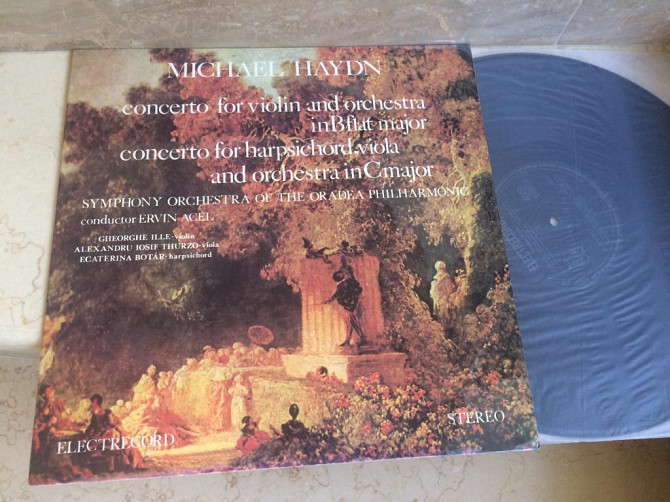 MICHAEL HAYDN
concerto for violin and orchestra
in B flat major
concerto for harpsichord, viola
and orchestra in C major
SYMPHONY ORCHESTRA OF THE ORADEA PHILHARMONIC
conductor ERVIN ACEL
GHEORGHE ILLE - violin
ALEXANDRU IOSIF THURZO - viola
ECATERINA BOTÁR - harpsichord
ELECTRECORD
STEREO